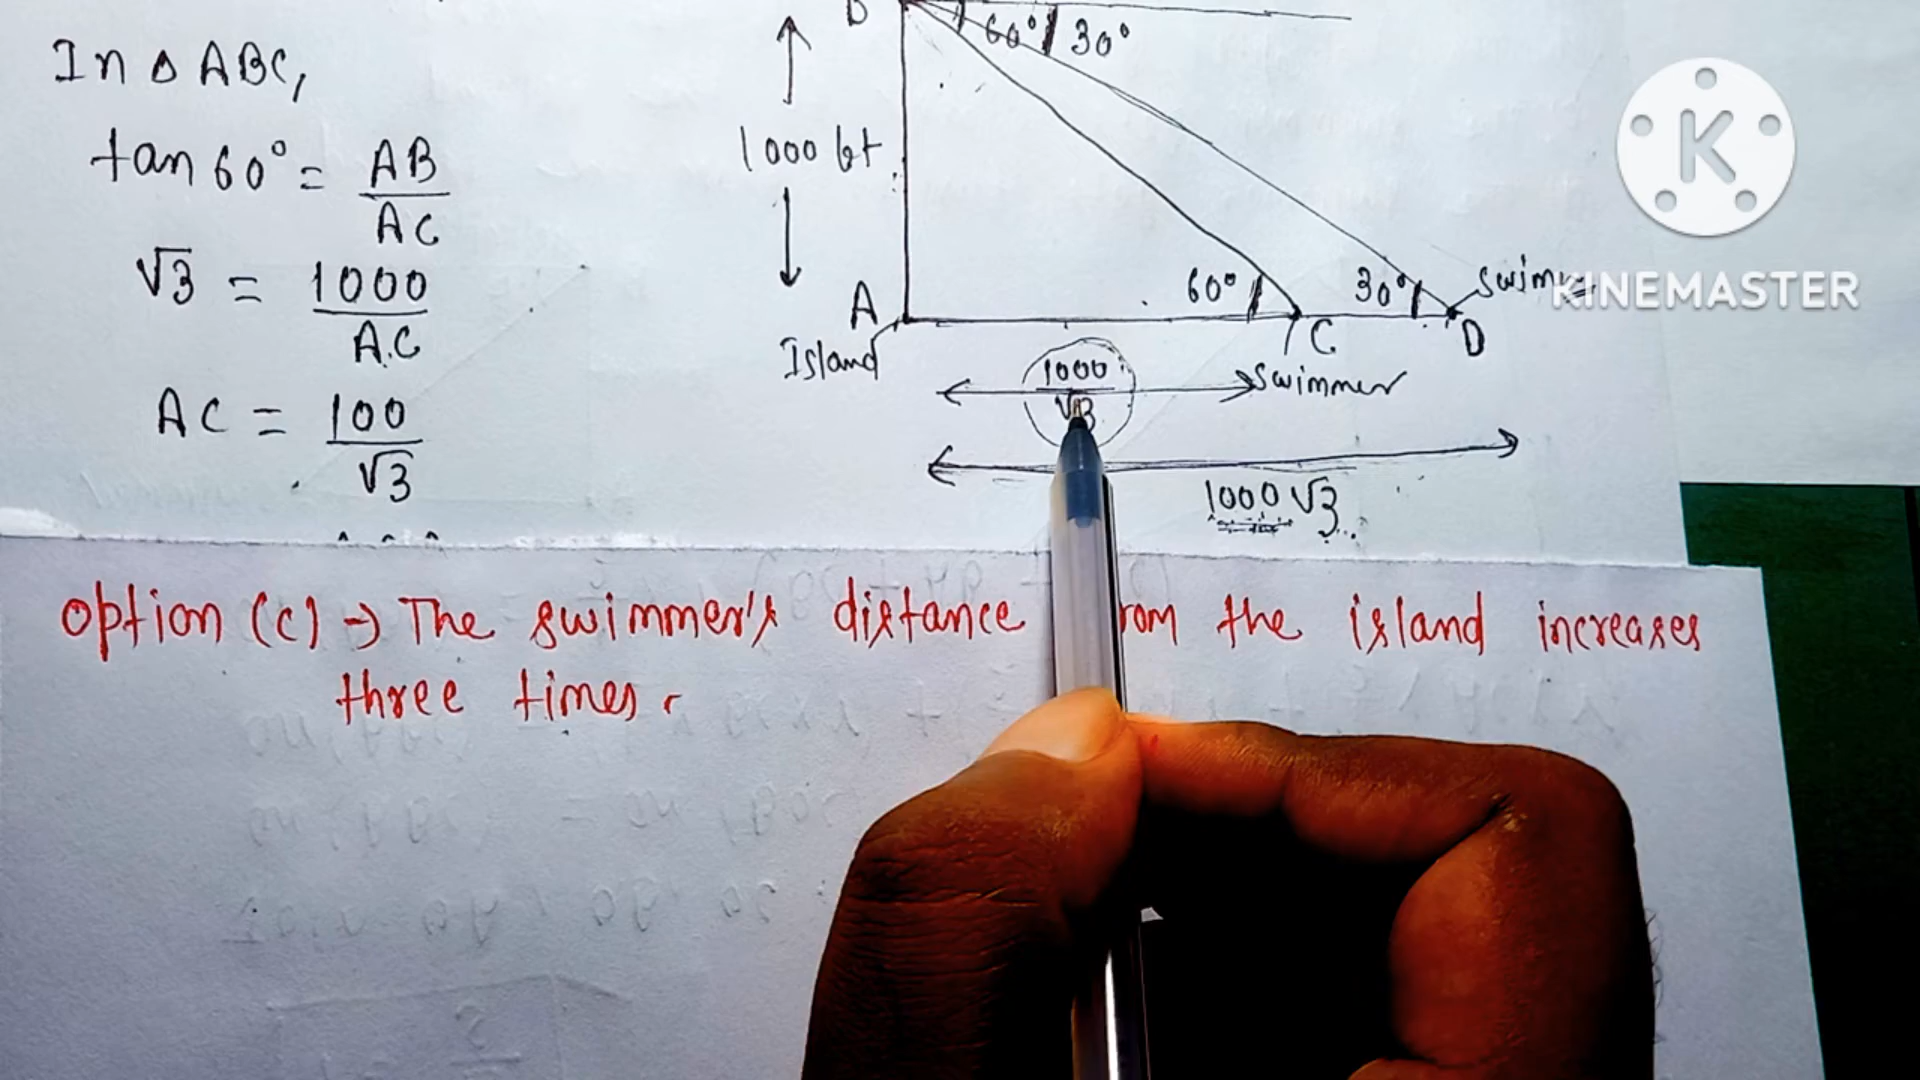 In △ ABC,
tan 60° = AB
AC
√3 = 1000
A.C
AC = 100
√3
B
60° 30°
1000 ft
A
60° 30° swimmer
C D
Island
1000
√3
swimmer
1000 √3
option (c) → The swimmer's distance from the island increases
three times.
K
KINEMASTER